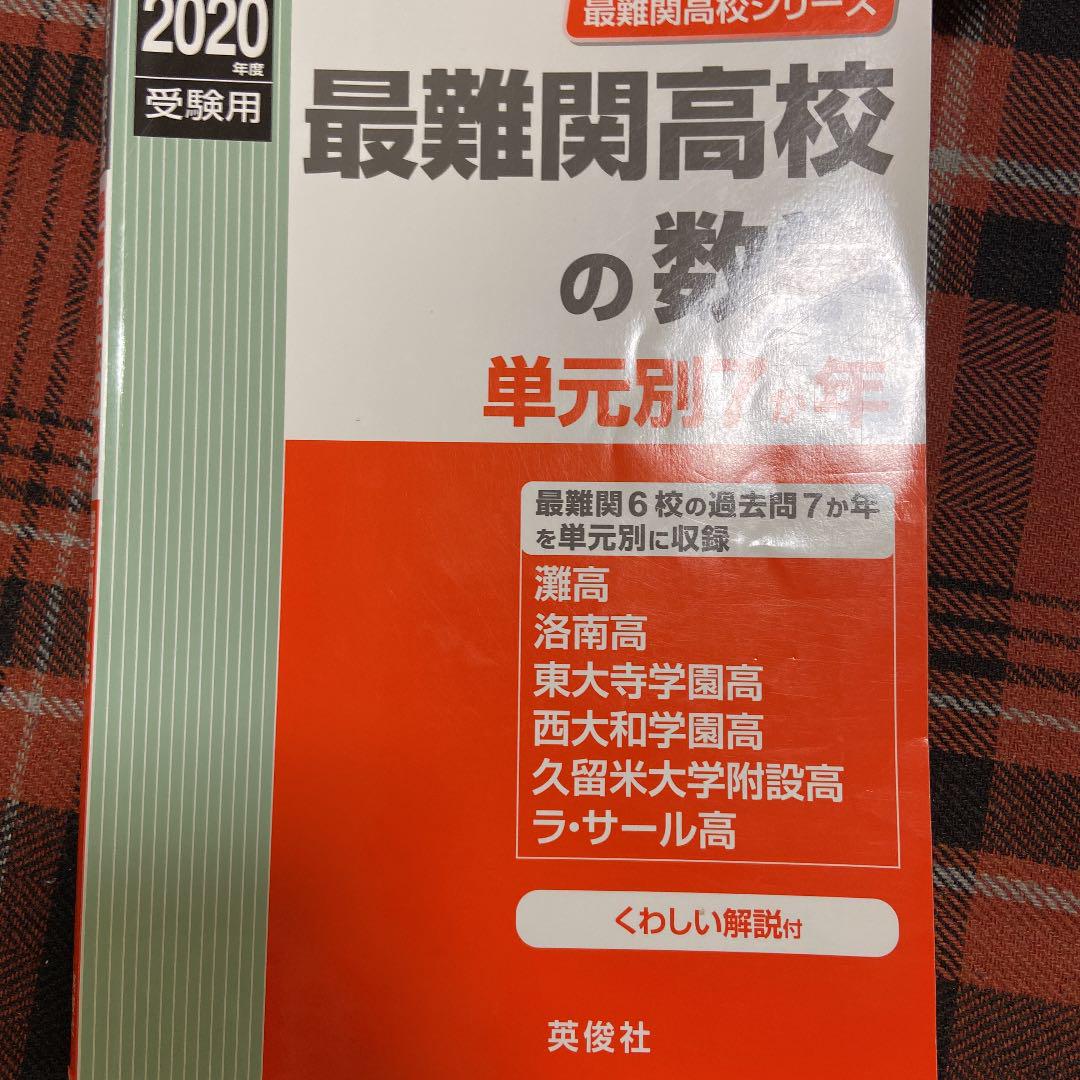 2020
年度
受験用
最難関高校シリーズ
最難関高校
の数
単元別7か年
最難関6校の過去問7か年
を単元別に収録
灘高
洛南高
東大寺学園高
西大和学園高
久留米大学附設高
ラ・サール高
くわしい解説付
英俊社